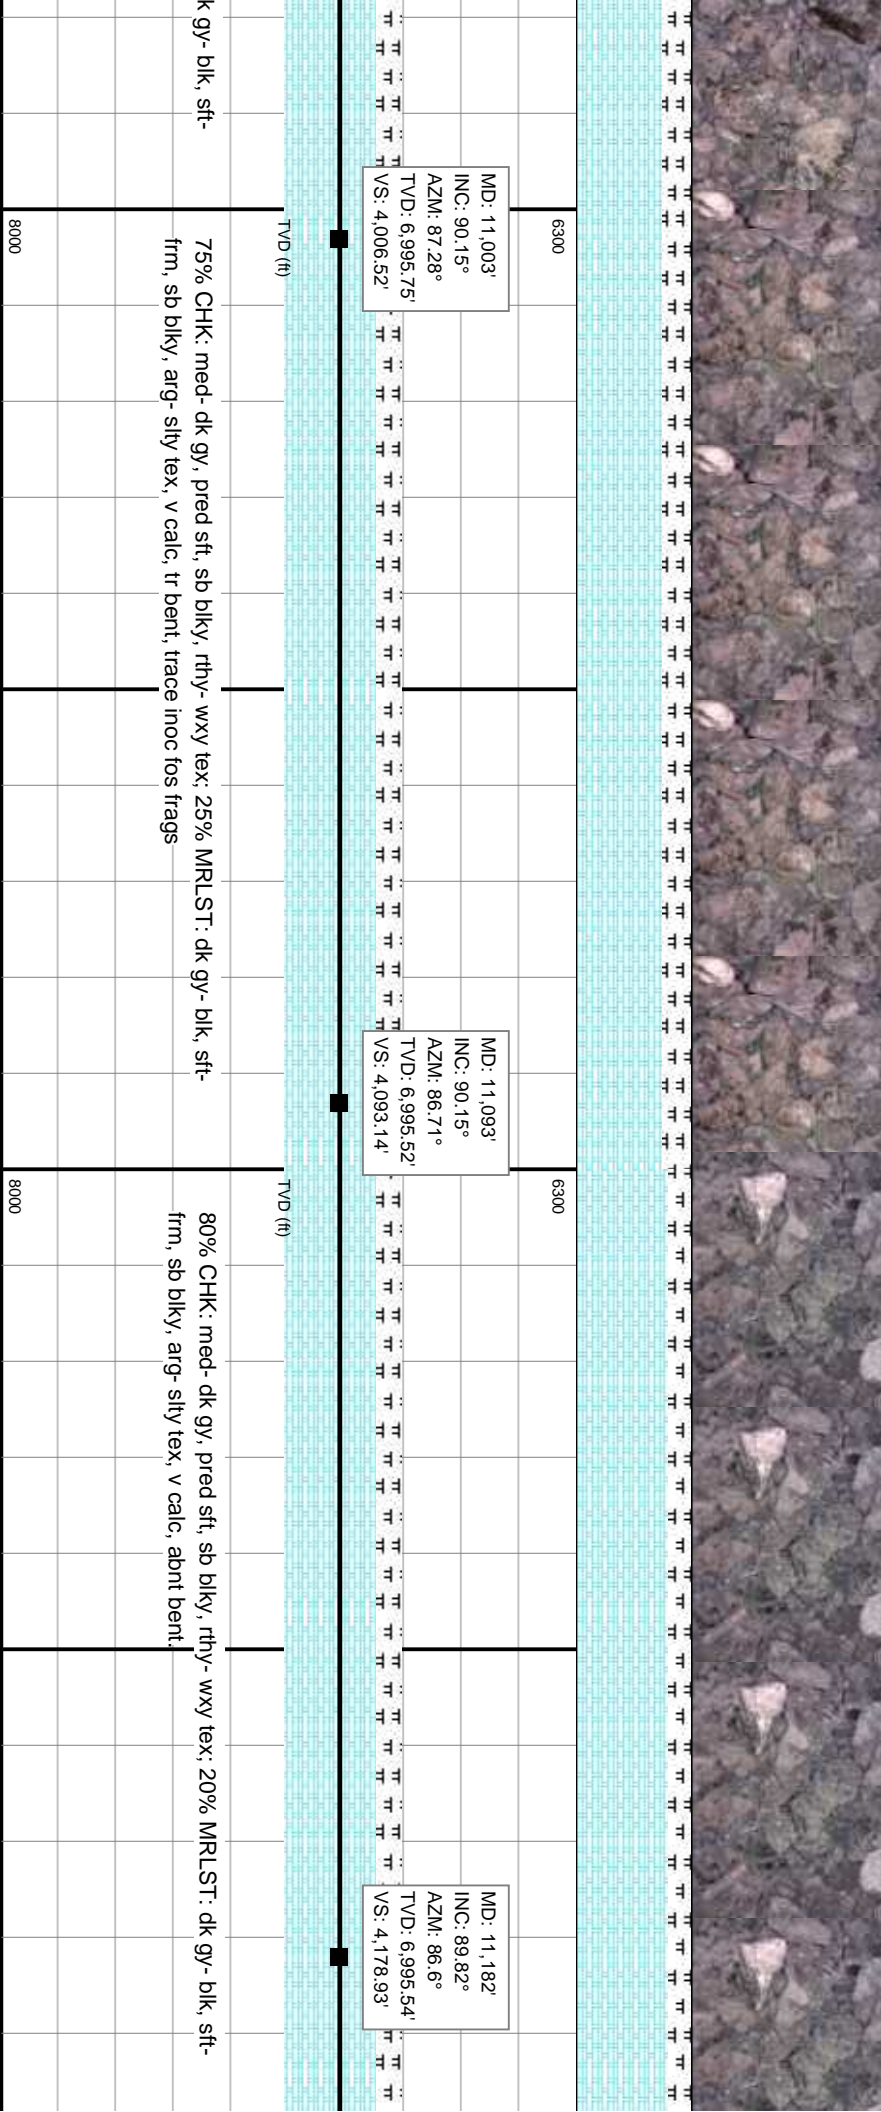 k gy- blk, sft-
6300
MD: 11,003'
INC: 90.15°
AZM: 87.28°
TVD: 6,995.75'
VS: 4,006.52'
TVD (ft)
75% CHK: med- dk gy, pred sft, sb blky, rthy- wxy tex; 25% MRLST: dk gy- blk, sft-
frm, sb blky, arg- slty tex, v calc, tr bent, trace inoc fos frags
8000
MD: 11,093'
INC: 90.15°
AZM: 86.71°
TVD: 6,995.52'
VS: 4,093.14'
6300
TVD (ft)
80% CHK: med- dk gy, pred sft, sb blky, rthy- wxy tex; 20% MRLST: dk gy- blk, sft-
frm, sb blky, arg- slty tex, v calc, abnt bent.
8000
MD: 11,182'
INC: 89.82°
AZM: 86.6°
TVD: 6,995.54'
VS: 4,178.93'